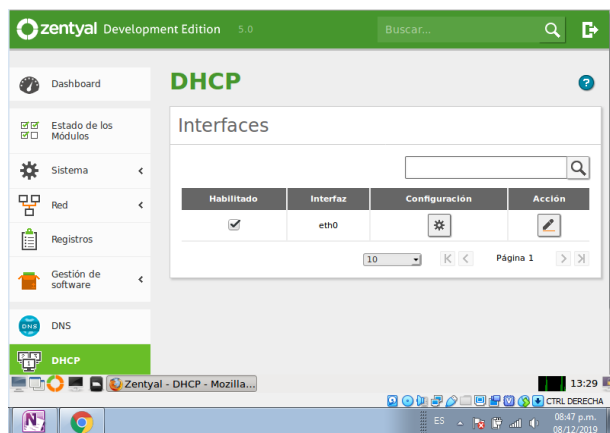 zentyal Development Edition 5.0
Buscar...
Dashboard
Estado de los
Módulos
Sistema
Red
Registros
Gestión de
software
DNS
DNS
DHCP
DHCP
Interfaces
Habilitado Interfaz Configuración Acción
eth0
10 Página 1
Zentyal - DHCP - Mozilla...
13:29
CTRL DERECHA
N
ES
08:47 p.m.
08/12/2019